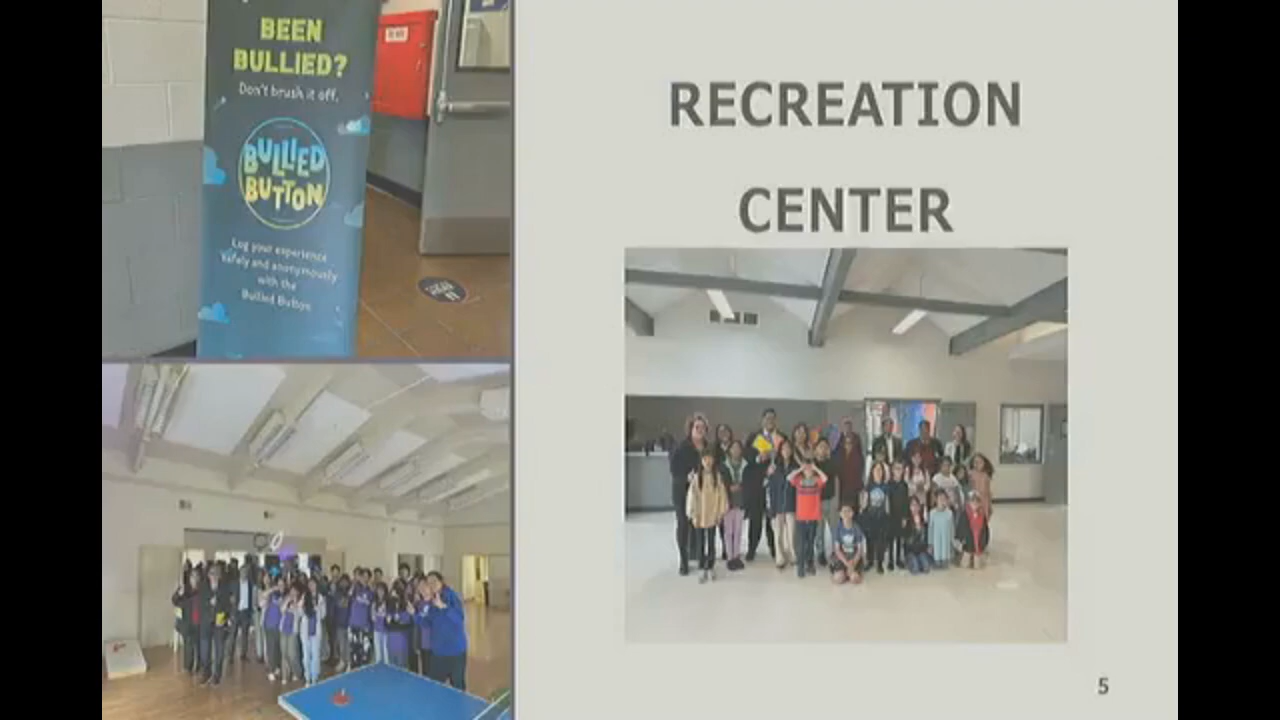 BEEN
BULLIED?
Don't brush it off.
BULLIED
BUTTON
Log your experience
safely and anonymously
with the
Bullied Button
RECREATION
CENTER
5